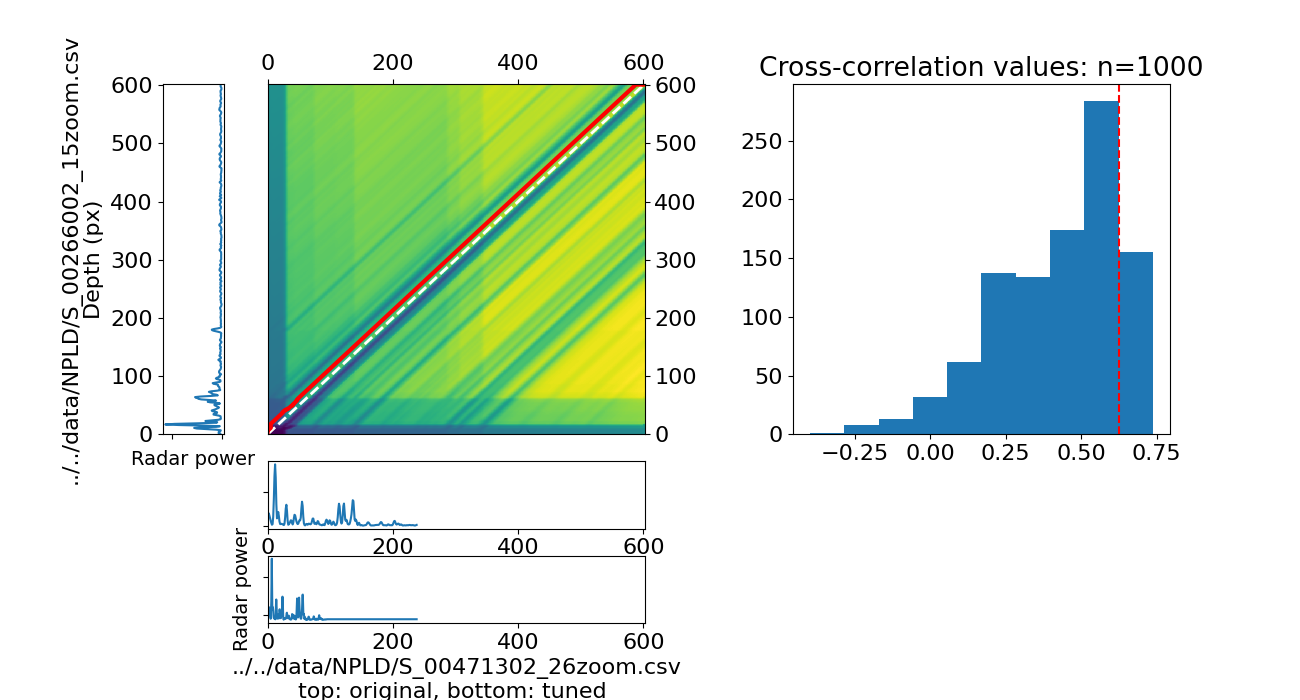 ../../data/NPLD/S_00266002_15zoom.csv
Depth (px)
600
500
400
300
200
100
0
Radar power
0 200 400 600
600
500
400
300
200
100
0
0 200 400 600
Radar power
0 200 400 600
../../data/NPLD/S_00471302_26zoom.csv
top: original, bottom: tuned
Cross-correlation values: n=1000
250
200
150
100
50
0
−0.25 0.00 0.25 0.50 0.75